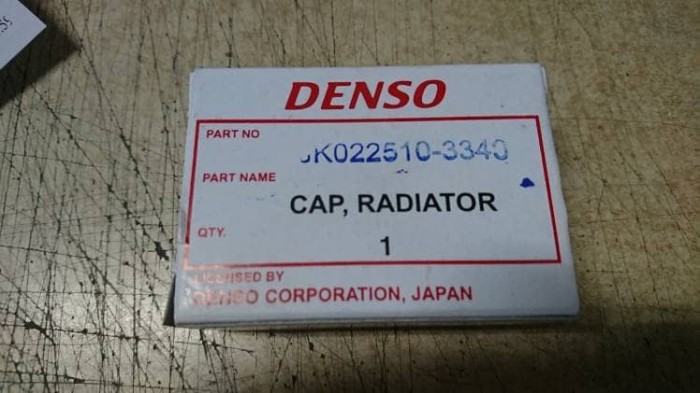 DENSO
PART NO
JK022510-3340
PART NAME
CAP, RADIATOR
QTY.
1
LICENSED BY
DENSO CORPORATION, JAPAN